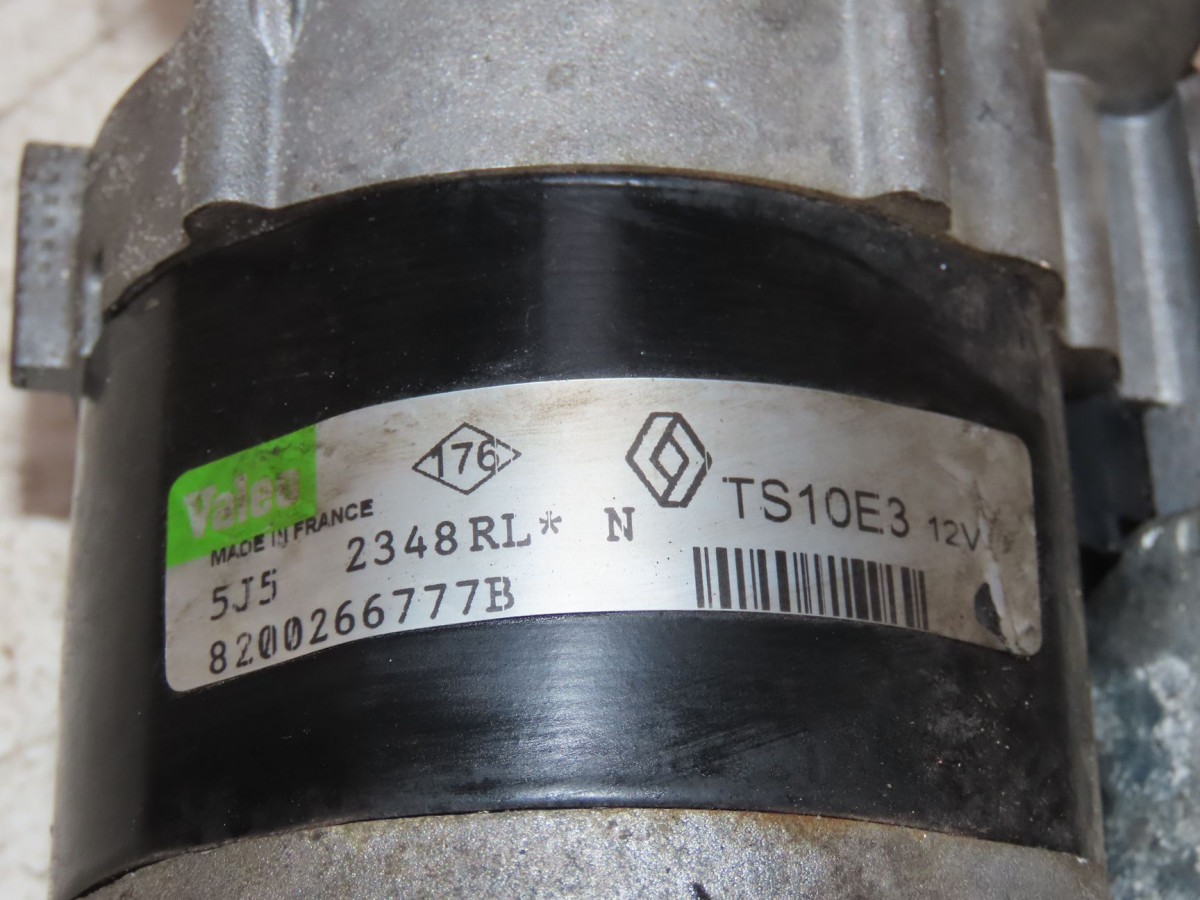 Valeo
MADE IN FRANCE
176
TS10E3 12V
5J5 2348RL* N
8200266777B